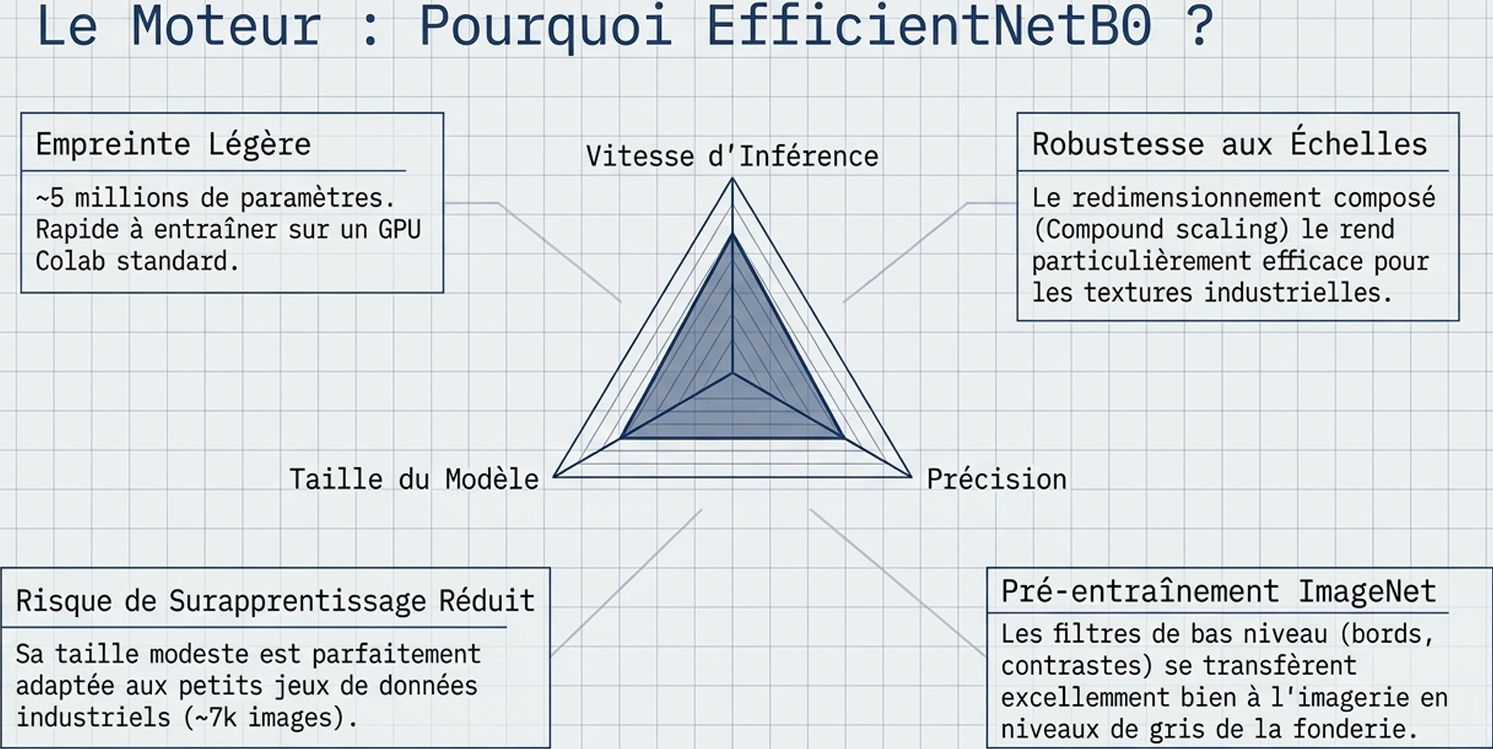 Le Moteur : Pourquoi EfficientNetB0 ?
Empreinte Légère
~5 millions de paramètres.
Rapide à entraîner sur un GPU
Colab standard.
Vitesse d'Inférence
Robustesse aux Échelles
Le redimensionnement composé
(Compound scaling) le rend
particulièrement efficace pour
les textures industrielles.
Taille du Modèle
Précision
Risque de Surapprentissage Réduit
Sa taille modeste est parfaitement
adaptée aux petits jeux de données
industriels (~7k images).
Pré-entraînement ImageNet
Les filtres de bas niveau (bords,
contrastes) se transfèrent
excellemment bien à l'imagerie en
niveaux de gris de la fonderie.